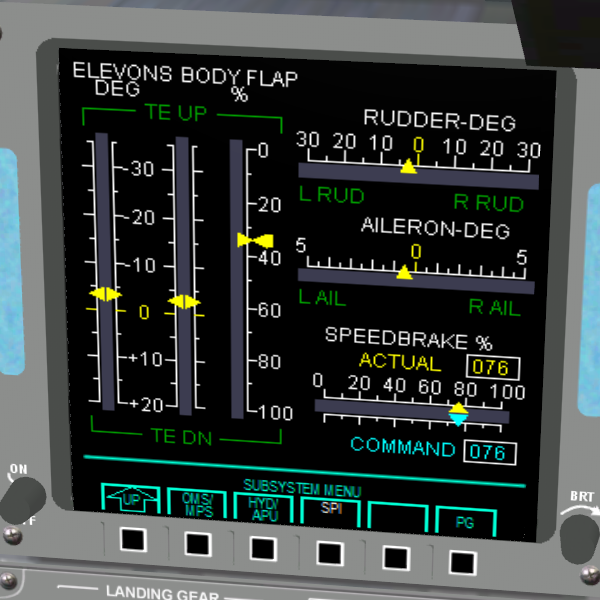 ELEVONS BODY FLAP
DEG %
TE UP
-30
-20
-10
0
+10
+20
0
20
40
60
80
100
TE DN
RUDDER-DEG
30 20 10 0 10 20 30
L RUD R RUD
AILERON-DEG
5 0 5
L AIL R AIL
SPEEDBRAKE %
ACTUAL 076
0 20 40 60 80 100
COMMAND 076
SUBSYSTEM MENU
UP
OMS/
MPS
HYD/
APU
SPI
PG
ON
BRT
LANDING GEAR